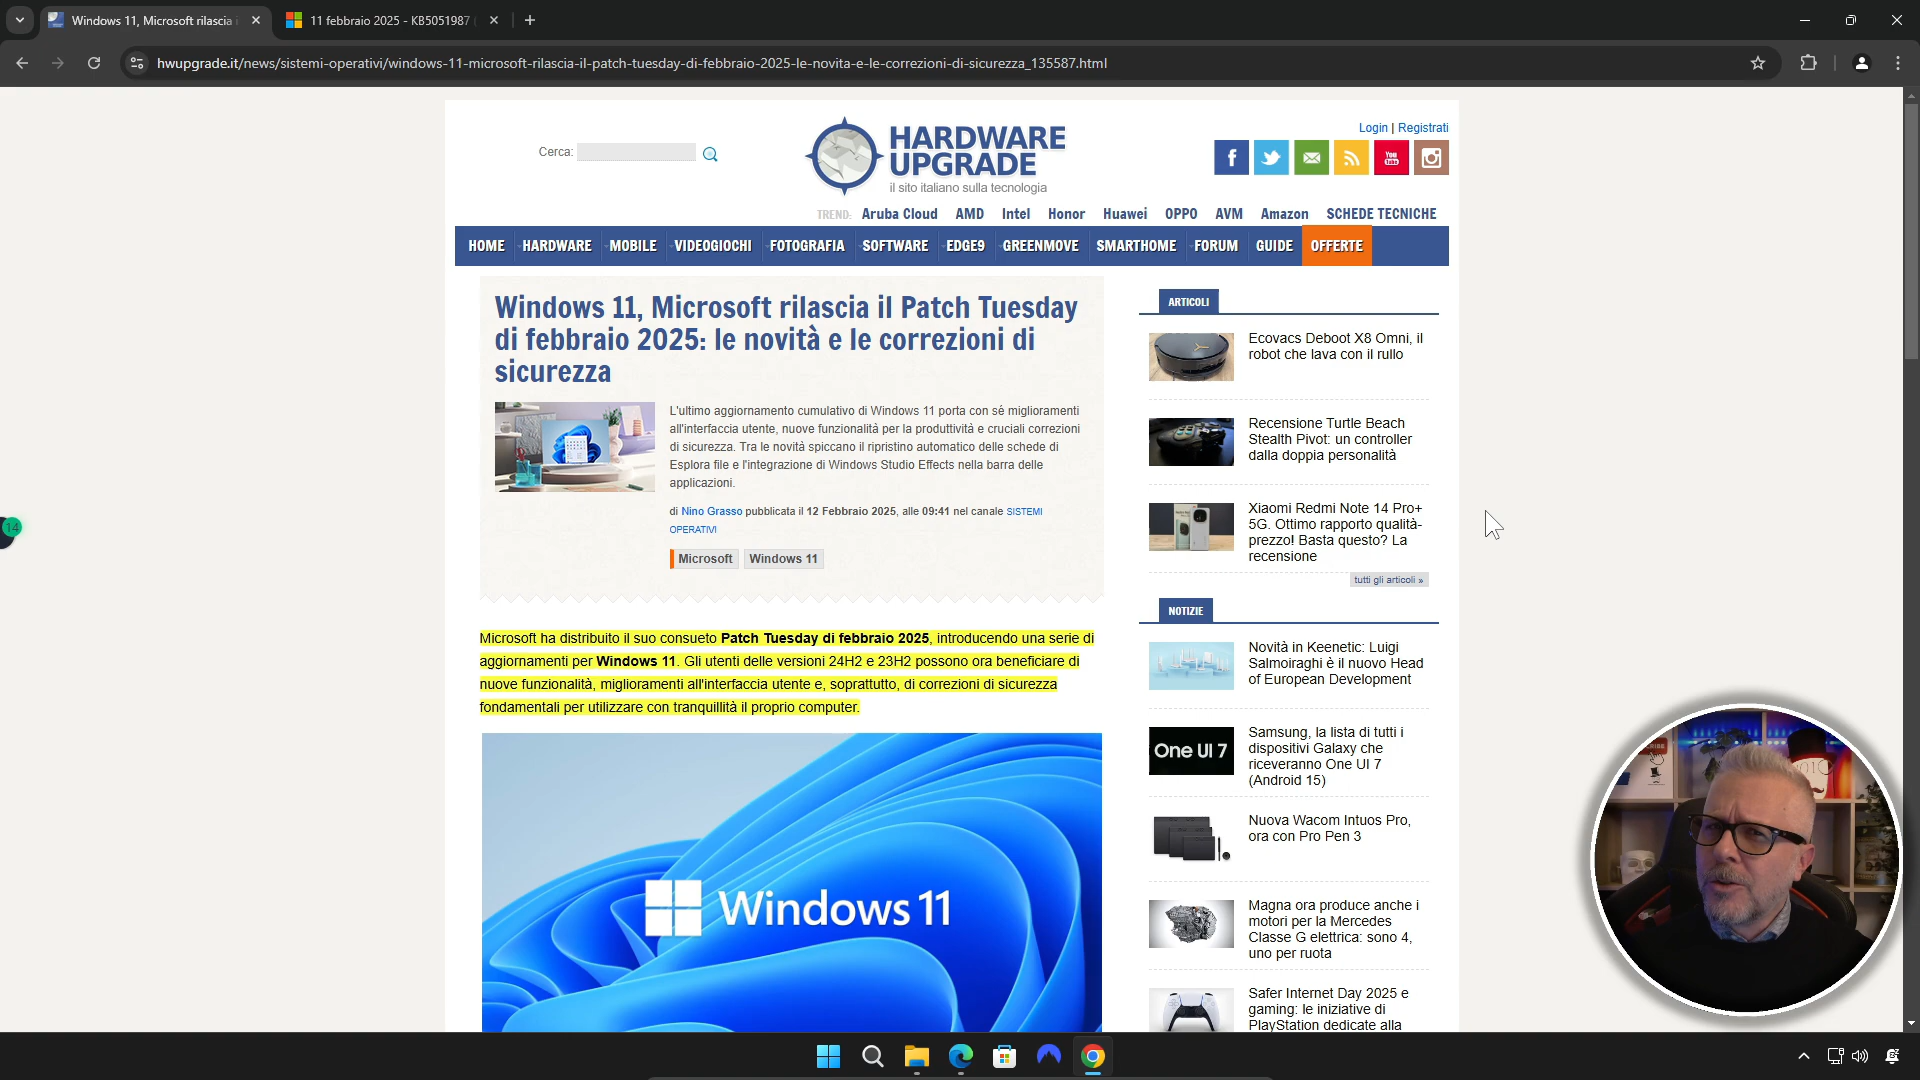 Windows 11, Microsoft rilascia i
11 febbraio 2025 - KB5051987
hwupgrade.it/news/sistemi-operativi/windows-11-microsoft-rilascia-il-patch-tuesday-di-febbraio-2025-le-novita-e-le-correzioni-di-sicurezza_135587.html
Login | Registrati
Cerca:
HARDWARE
UPGRADE
il sito italiano sulla tecnologia
You
Tube
TREND: Aruba Cloud AMD Intel Honor Huawei OPPO AVM Amazon SCHEDE TECNICHE
HOME HARDWARE MOBILE VIDEOGIOCHI FOTOGRAFIA SOFTWARE EDGE9 GREENMOVE SMARTHOME FORUM GUIDE OFFERTE
Windows 11, Microsoft rilascia il Patch Tuesday
di febbraio 2025: le novità e le correzioni di
sicurezza
L'ultimo aggiornamento cumulativo di Windows 11 porta con sé miglioramenti
all'interfaccia utente, nuove funzionalità per la produttività e cruciali correzioni
di sicurezza. Tra le novità spiccano il ripristino automatico delle schede di
Esplora file e l'integrazione di Windows Studio Effects nella barra delle
applicazioni.
di Nino Grasso pubblicata il 12 Febbraio 2025, alle 09:41 nel canale SISTEMI
OPERATIVI
Microsoft Windows 11
Microsoft ha distribuito il suo consueto Patch Tuesday di febbraio 2025, introducendo una serie di
aggiornamenti per Windows 11. Gli utenti delle versioni 24H2 e 23H2 possono ora beneficiare di
nuove funzionalità, miglioramenti all'interfaccia utente e, soprattutto, di correzioni di sicurezza
fondamentali per utilizzare con tranquillità il proprio computer.
Windows 11
ARTICOLI
Ecovacs Deboot X8 Omni, il
robot che lava con il rullo
Recensione Turtle Beach
Stealth Pivot: un controller
dalla doppia personalità
Xiaomi Redmi Note 14 Pro+
5G. Ottimo rapporto qualità-
prezzo! Basta questo? La
recensione
tutti gli articoli »
NOTIZIE
Novità in Keenetic: Luigi
Salmoiraghi è il nuovo Head
of European Development
One UI 7
Samsung, la lista di tutti i
dispositivi Galaxy che
riceveranno One UI 7
(Android 15)
Nuova Wacom Intuos Pro,
ora con Pro Pen 3
Magna ora produce anche i
motori per la Mercedes
Classe G elettrica: sono 4,
uno per ruota
Safer Internet Day 2025 e
gaming: le iniziative di
PlayStation dedicate alla
14